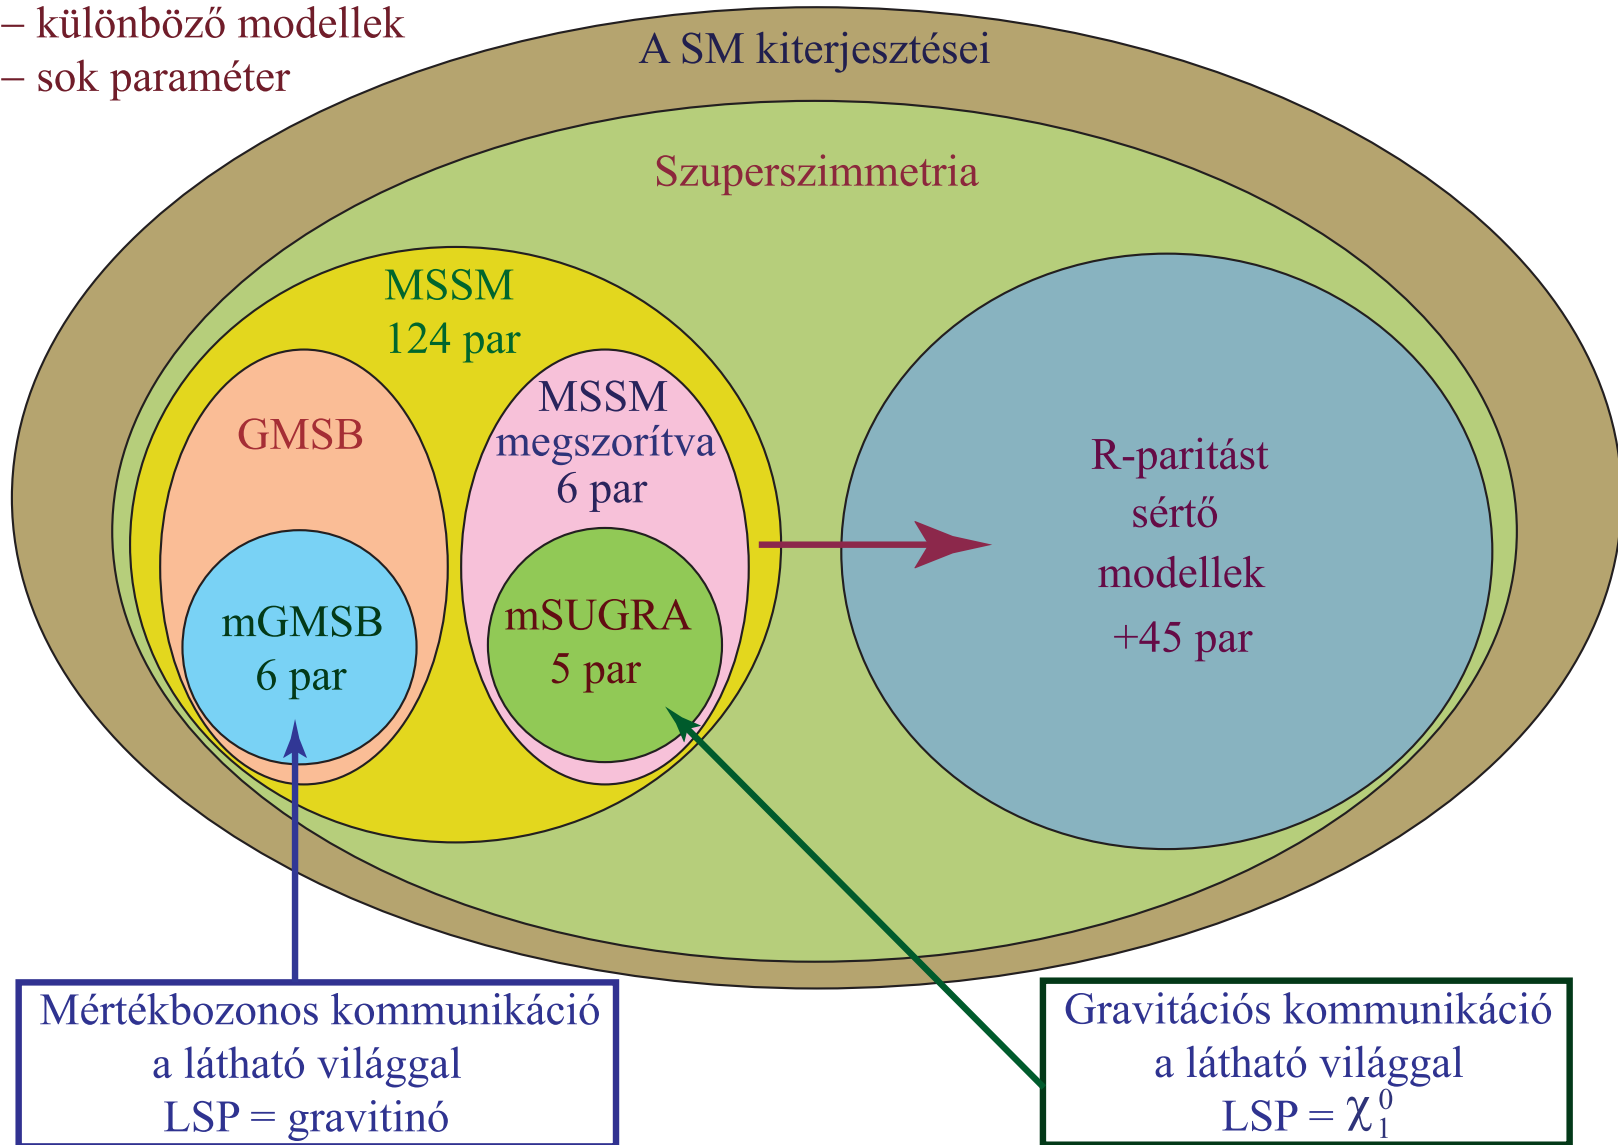 – különböző modellek
– sok paraméter
A SM kiterjesztései
Szuperszimmetria
MSSM
124 par
GMSB
mGMSB
6 par
MSSM
megszorítva
6 par
mSUGRA
5 par
R-paritást
sértő
modellek
+45 par
Mértékbozonos kommunikáció
a látható világgal
LSP = gravitinó
Gravitációs kommunikáció
a látható világgal
LSP = χ₁⁰